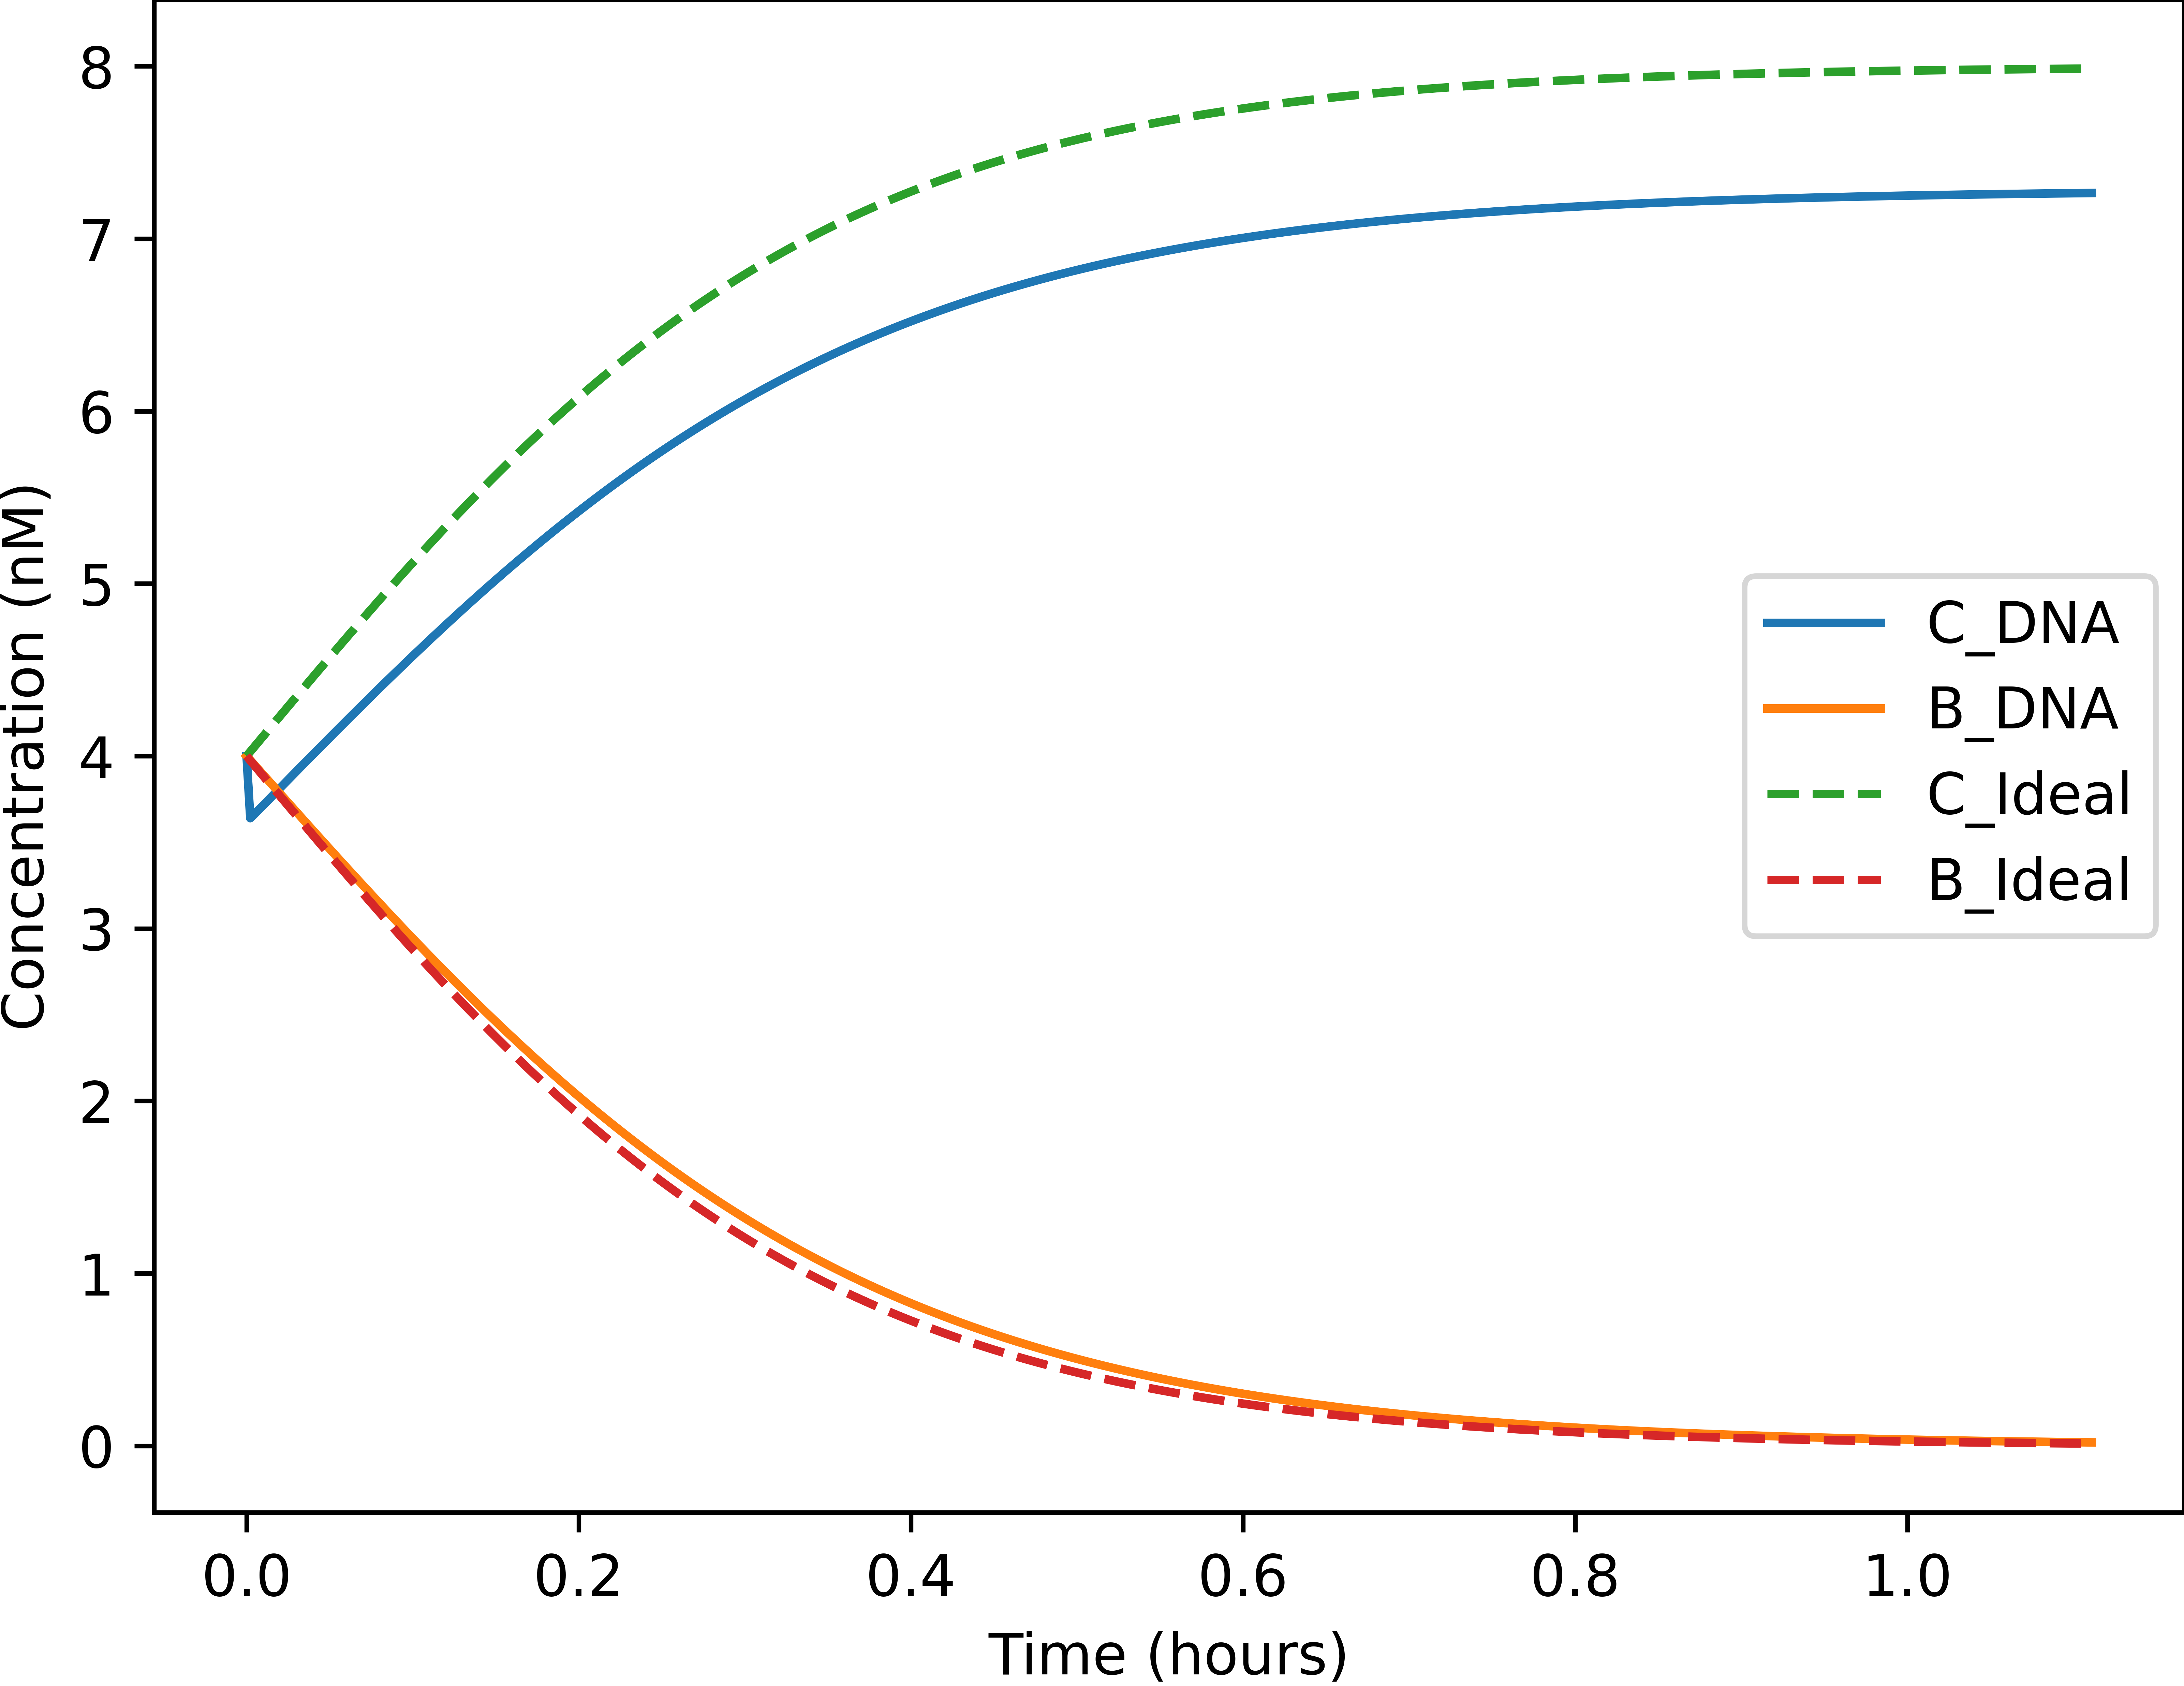 8
7
6
5
4
3
2
1
0
Concentration (nM)
C_DNA
B_DNA
C_Ideal
B_Ideal
0.0 0.2 0.4 0.6 0.8 1.0
Time (hours)